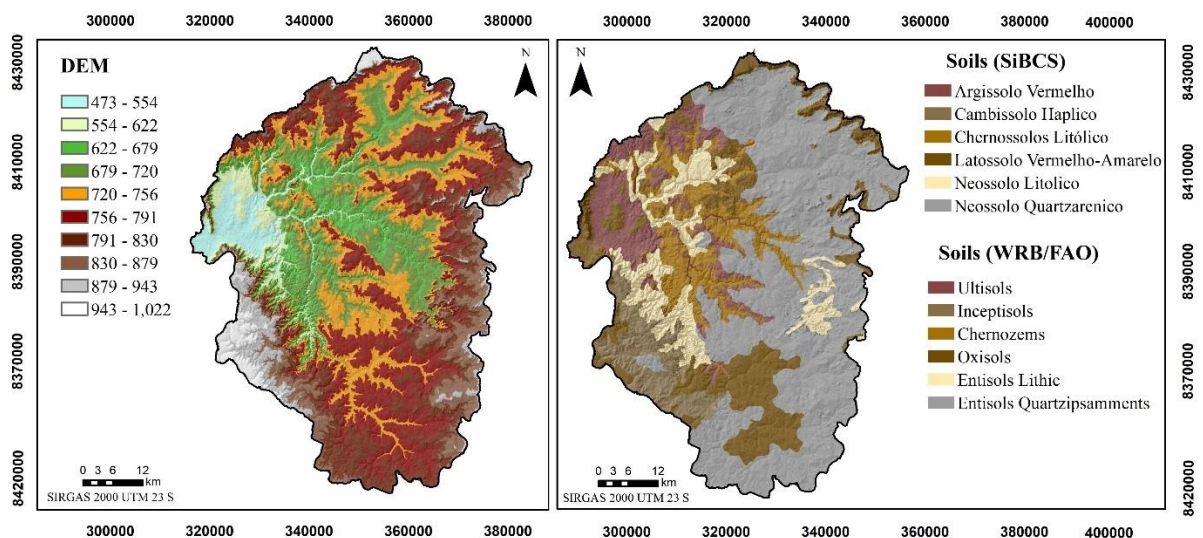 300000 320000 340000 360000 380000
300000 320000 340000 360000 400000
8430000
8410000
8390000
8370000
8420000
DEM
473 - 554
554 - 622
622 - 679
679 - 720
720 - 756
756 - 791
791 - 830
830 - 879
879 - 943
943 - 1,022
N
0 3 6 12
km
SIRGAS 2000 UTM 23 S
N
Soils (SiBCS)
Argissolo Vermelho
Cambissolo Haplico
Chernossolos Litólico
Latossolo Vermelho-Amarelo
Neossolo Litolico
Neossolo Quartzarenico
Soils (WRB/FAO)
Ultisols
Inceptisols
Chernozems
Oxisols
Entisols Lithic
Entisols Quartzipsamments
0 3 6 12
km
SIRGAS 2000 UTM 23 S
8430000
8410000
8390000
8370000
8420000
300000 320000 340000 360000 380000
300000 320000 340000 360000 400000